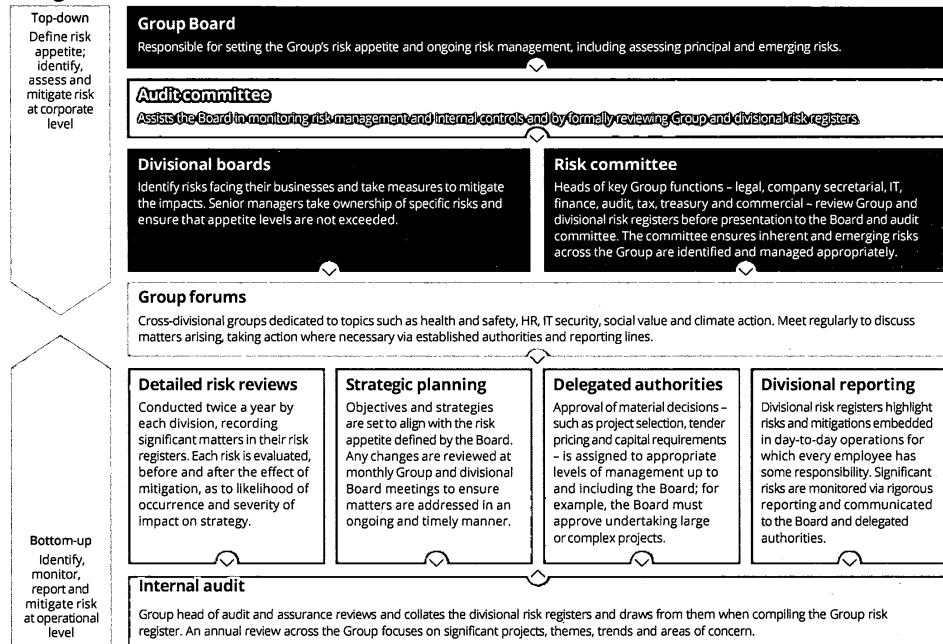 Top-down
Define risk
appetite;
identify,
assess and
mitigate risk
at corporate
level
Group Board
Responsible for setting the Group's risk appetite and ongoing risk management, including assessing principal and emerging risks.
Audit committee
Assists the Board in monitoring risk management and internal controls and by formally reviewing Group and divisional risk registers.
Divisional boards
Identify risks facing their businesses and take measures to mitigate
the impacts. Senior managers take ownership of specific risks and
ensure that appetite levels are not exceeded.
Risk committee
Heads of key Group functions – legal, company secretarial, IT,
finance, audit, tax, treasury and commercial – review Group and
divisional risk registers before presentation to the Board and audit
committee. The committee ensures inherent and emerging risks
across the Group are identified and managed appropriately.
Group forums
Cross-divisional groups dedicated to topics such as health and safety, HR, IT security, social value and climate action. Meet regularly to discuss
matters arising, taking action where necessary via established authorities and reporting lines.
Detailed risk reviews
Conducted twice a year by
each division, recording
significant matters in their risk
registers. Each risk is evaluated,
before and after the effect of
mitigation, as to likelihood of
occurrence and severity of
impact on strategy.
Strategic planning
Objectives and strategies
are set to align with the risk
appetite defined by the Board.
Any changes are reviewed at
monthly Group and divisional
Board meetings to ensure
matters are addressed in an
ongoing and timely manner.
Delegated authorities
Approval of material decisions –
such as project selection, tender
pricing and capital requirements
– is assigned to appropriate
levels of management up to
and including the Board; for
example, the Board must
approve undertaking large
or complex projects.
Divisional reporting
Divisional risk registers highlight
risks and mitigations embedded
in day-to-day operations for
which every employee has
some responsibility. Significant
risks are monitored via rigorous
reporting and communicated
to the Board and delegated
authorities.
Bottom-up
Identify,
monitor,
report and
mitigate risk
at operational
level
Internal audit
Group head of audit and assurance reviews and collates the divisional risk registers and draws from them when compiling the Group risk
register. An annual review across the Group focuses on significant projects, themes, trends and areas of concern.